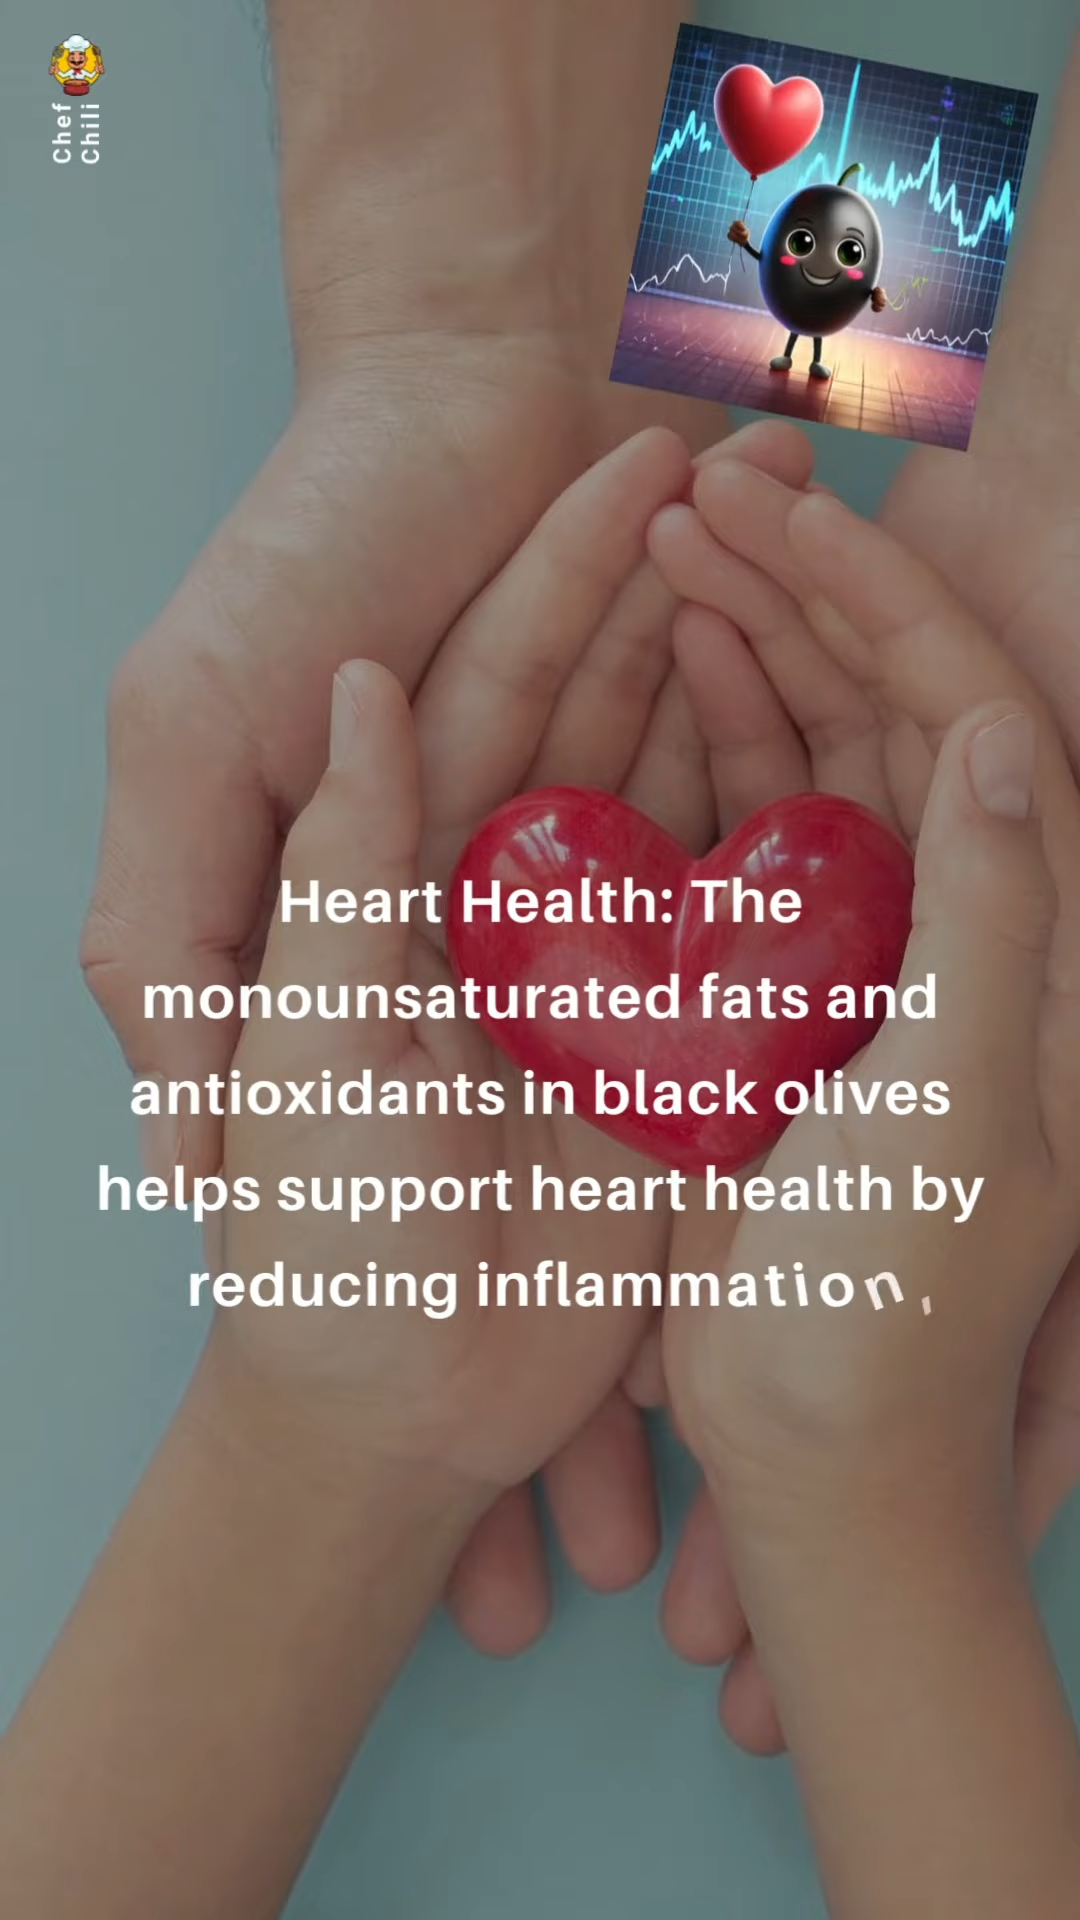 Chef
Chili
Heart Health: The
monounsaturated fats and
antioxidants in black olives
helps support heart health by
reducing inflammation,